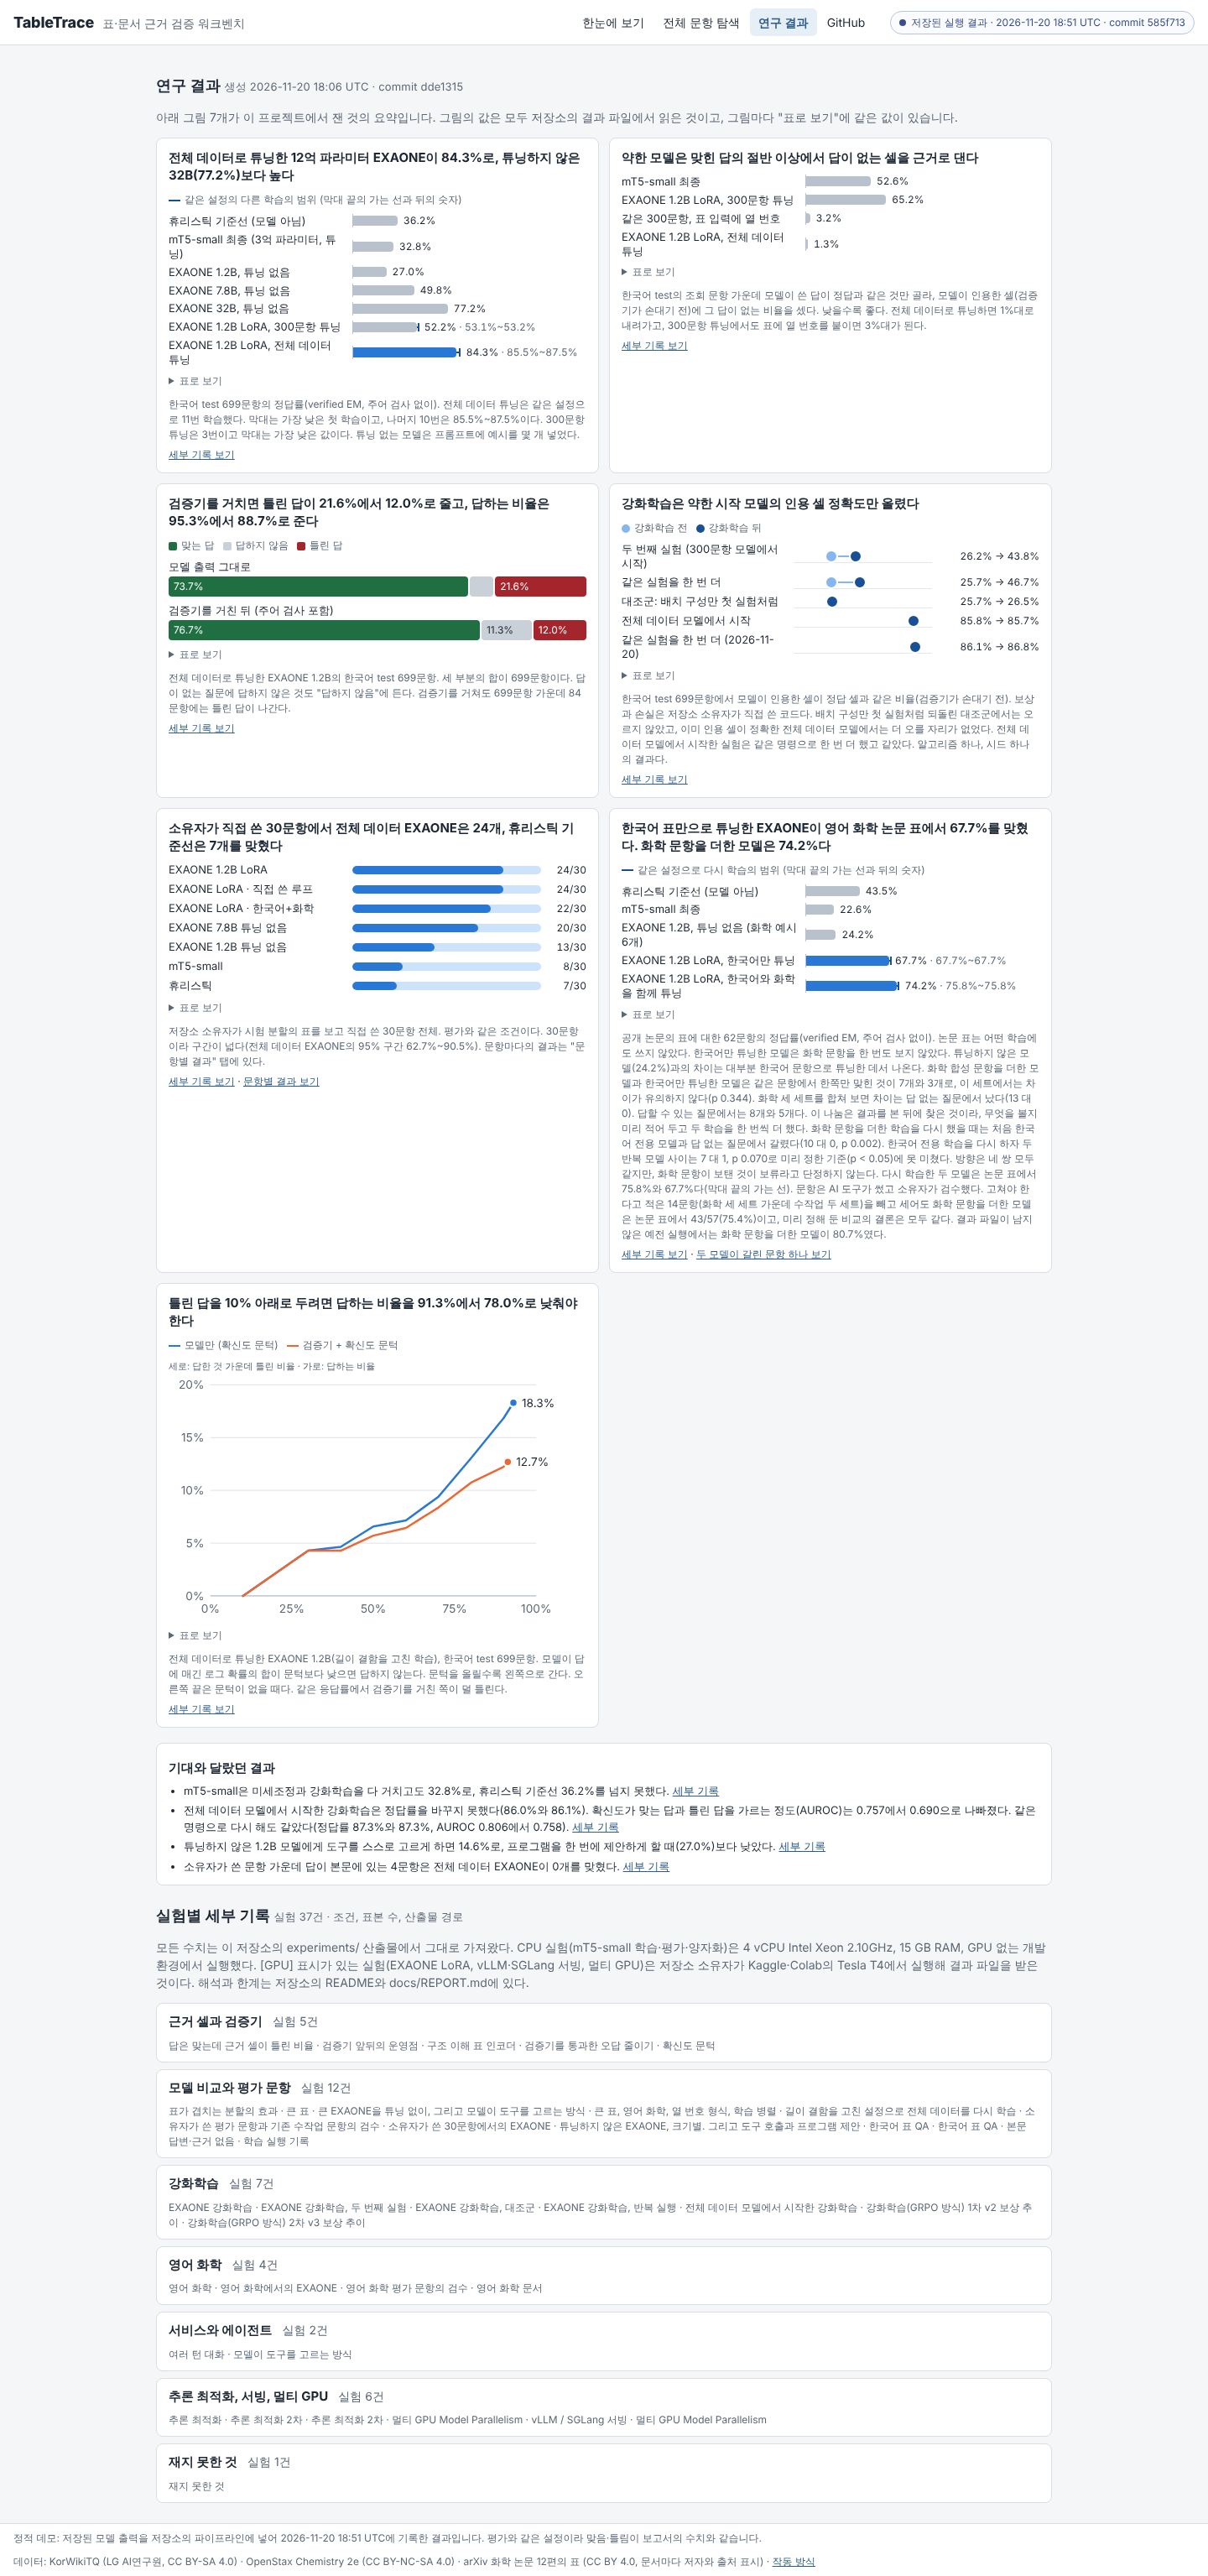 TableTrace 표·문서 근거 검증 워크벤치
한눈에 보기 전체 문항 탐색 연구 결과 GitHub
저장된 실행 결과 · 2026-11-20 18:51 UTC · commit 585f713
연구 결과 생성 2026-11-20 18:06 UTC · commit dde1315
아래 그림 7개가 이 프로젝트에서 잰 것의 요약입니다. 그림의 값은 모두 저장소의 결과 파일에서 읽은 것이고, 그림마다 "표로 보기"에 같은 값이 있습니다.
전체 데이터로 튜닝한 12억 파라미터 EXAONE이 84.3%로, 튜닝하지 않은
32B(77.2%)보다 높다
같은 설정의 다른 학습의 범위 (막대 끝의 가는 선과 뒤의 숫자)
휴리스틱 기준선 (모델 아님) 36.2%
mT5-small 최종 (3억 파라미터, 튜
닝) 32.8%
EXAONE 1.2B, 튜닝 없음 27.0%
EXAONE 7.8B, 튜닝 없음 49.8%
EXAONE 32B, 튜닝 없음 77.2%
EXAONE 1.2B LoRA, 300문항 튜닝 52.2% · 53.1%~53.2%
EXAONE 1.2B LoRA, 전체 데이터
튜닝 84.3% · 85.5%~87.5%
▶ 표로 보기
한국어 test 699문항의 정답률(verified EM, 주어 검사 없이). 전체 데이터 튜닝은 같은 설정으
로 11번 학습했다. 막대는 가장 낮은 첫 학습이고, 나머지 10번은 85.5%~87.5%이다. 300문항
튜닝은 3번이고 막대는 가장 낮은 값이다. 튜닝 없는 모델은 프롬프트에 예시를 몇 개 넣었다.
세부 기록 보기
약한 모델은 맞힌 답의 절반 이상에서 답이 없는 셀을 근거로 댄다
mT5-small 최종 52.6%
EXAONE 1.2B LoRA, 300문항 튜닝 65.2%
같은 300문항, 표 입력에 열 번호 3.2%
EXAONE 1.2B LoRA, 전체 데이터
튜닝 1.3%
▶ 표로 보기
한국어 test의 조회 문항 가운데 모델이 쓴 답이 정답과 같은 것만 골라, 모델이 인용한 셀(검증
기가 손대기 전)에 그 답이 없는 비율을 셌다. 낮을수록 좋다. 전체 데이터로 튜닝하면 1%대로
내려가고, 300문항 튜닝에서도 표에 열 번호를 붙이면 3%대가 된다.
세부 기록 보기
검증기를 거치면 틀린 답이 21.6%에서 12.0%로 줄고, 답하는 비율은
95.3%에서 88.7%로 준다
맞는 답 답하지 않음 틀린 답
모델 출력 그대로
73.7% 21.6%
검증기를 거친 뒤 (주어 검사 포함)
76.7% 11.3% 12.0%
▶ 표로 보기
전체 데이터로 튜닝한 EXAONE 1.2B의 한국어 test 699문항. 세 부분의 합이 699문항이다. 답
이 없는 질문에 답하지 않은 것도 "답하지 않음"에 든다. 검증기를 거쳐도 699문항 가운데 84
문항에는 틀린 답이 나간다.
세부 기록 보기
강화학습은 약한 시작 모델의 인용 셀 정확도만 올렸다
강화학습 전 강화학습 뒤
두 번째 실험 (300문항 모델에서
시작) 26.2% → 43.8%
같은 실험을 한 번 더 25.7% → 46.7%
대조군: 배치 구성만 첫 실험처럼 25.7% → 26.5%
전체 데이터 모델에서 시작 85.8% → 85.7%
같은 실험을 한 번 더 (2026-11-
20) 86.1% → 86.8%
▶ 표로 보기
한국어 test 699문항에서 모델이 인용한 셀이 정답 셀과 같은 비율(검증기가 손대기 전). 보상
과 손실은 저장소 소유자가 직접 쓴 코드다. 배치 구성만 첫 실험처럼 되돌린 대조군에서는 오
르지 않았고, 이미 인용 셀이 정확한 전체 데이터 모델에서는 더 오를 자리가 없었다. 전체 데
이터 모델에서 시작한 실험은 같은 명령으로 한 번 더 했고 같았다. 알고리즘 하나, 시드 하나
의 결과다.
세부 기록 보기
소유자가 직접 쓴 30문항에서 전체 데이터 EXAONE은 24개, 휴리스틱 기
준선은 7개를 맞혔다
EXAONE 1.2B LoRA 24/30
EXAONE LoRA · 직접 쓴 루프 24/30
EXAONE LoRA · 한국어+화학 22/30
EXAONE 7.8B 튜닝 없음 20/30
EXAONE 1.2B 튜닝 없음 13/30
mT5-small 8/30
휴리스틱 7/30
▶ 표로 보기
저장소 소유자가 시험 분할의 표를 보고 직접 쓴 30문항 전체. 평가와 같은 조건이다. 30문항
이라 구간이 넓다(전체 데이터 EXAONE의 95% 구간 62.7%~90.5%). 문항마다의 결과는 "문
항별 결과" 탭에 있다.
세부 기록 보기 · 문항별 결과 보기
한국어 표만으로 튜닝한 EXAONE이 영어 화학 논문 표에서 67.7%를 맞혔
다. 화학 문항을 더한 모델은 74.2%다
같은 설정으로 다시 학습의 범위 (막대 끝의 가는 선과 뒤의 숫자)
휴리스틱 기준선 (모델 아님) 43.5%
mT5-small 최종 22.6%
EXAONE 1.2B, 튜닝 없음 (화학 예시
6개) 24.2%
EXAONE 1.2B LoRA, 한국어만 튜닝 67.7% · 67.7%~67.7%
EXAONE 1.2B LoRA, 한국어와 화학
을 함께 튜닝 74.2% · 75.8%~75.8%
▶ 표로 보기
공개 논문의 표에 대한 62문항의 정답률(verified EM, 주어 검사 없이). 논문 표는 어떤 학습에
도 쓰지 않았다. 한국어만 튜닝한 모델은 화학 문항을 한 번도 보지 않았다. 튜닝하지 않은 모
델(24.2%)과의 차이는 대부분 한국어 문항으로 튜닝한 데서 나온다. 화학 합성 문항을 더한 모
델과 한국어만 튜닝한 모델은 같은 문항에서 한쪽만 맞힌 것이 7개와 3개로, 이 세트에서는 차
이가 유의하지 않다(p 0.344). 화학 세 세트를 합쳐 보면 차이는 답 없는 질문에서 났다(13 대
0). 답할 수 있는 질문에서는 8개와 5개다. 이 나눔은 결과를 본 뒤에 찾은 것이라, 무엇을 볼지
미리 적어 두고 두 학습을 한 번씩 더 했다. 화학 문항을 더한 학습을 다시 했을 때는 처음 한국
어 전용 모델과 답 없는 질문에서 갈렸다(10 대 0, p 0.002). 한국어 전용 학습을 다시 하자 두
반복 모델 사이는 7 대 1, p 0.070로 미리 정한 기준(p < 0.05)에 못 미쳤다. 방향은 네 쌍 모두
같지만, 화학 문항이 보탠 것이 보류라고 단정하지 않는다. 다시 학습한 두 모델은 논문 표에서
75.8%와 67.7%다(막대 끝의 가는 선). 문항은 AI 도구가 썼고 소유자가 검수했다. 고쳐야 한
다고 적은 14문항(화학 세 세트 가운데 수작업 두 세트)을 빼고 세어도 화학 문항을 더한 모델
은 논문 표에서 43/57(75.4%)이고, 미리 정해 둔 비교의 결론은 모두 같다. 결과 파일이 남지
않은 예전 실행에서는 화학 문항을 더한 모델이 80.7%였다.
세부 기록 보기 · 두 모델이 갈린 문항 하나 보기
틀린 답을 10% 아래로 두려면 답하는 비율을 91.3%에서 78.0%로 낮춰야
한다
모델만 (확신도 문턱) 검증기 + 확신도 문턱
세로: 답한 것 가운데 틀린 비율 · 가로: 답하는 비율
20%
18.3%
15%
12.7%
10%
5%
0%
0% 25% 50% 75% 100%
▶ 표로 보기
전체 데이터로 튜닝한 EXAONE 1.2B(길이 결함을 고친 학습), 한국어 test 699문항. 모델이 답
에 매긴 로그 확률의 합이 문턱보다 낮으면 답하지 않는다. 문턱을 올릴수록 왼쪽으로 간다. 오
른쪽 끝은 문턱이 없을 때다. 같은 응답률에서 검증기를 거친 쪽이 덜 틀린다.
세부 기록 보기
기대와 달랐던 결과
• mT5-small은 미세조정과 강화학습을 다 거치고도 32.8%로, 휴리스틱 기준선 36.2%를 넘지 못했다. 세부 기록
• 전체 데이터 모델에서 시작한 강화학습은 정답률을 바꾸지 못했다(86.0%와 86.1%). 확신도가 맞는 답과 틀린 답을 가르는 정도(AUROC)는 0.757에서 0.690으로 나빠졌다. 같은
명령으로 다시 해도 같았다(정답률 87.3%와 87.3%, AUROC 0.806에서 0.758). 세부 기록
• 튜닝하지 않은 1.2B 모델에게 도구를 스스로 고르게 하면 14.6%로, 프로그램을 한 번에 제안하게 할 때(27.0%)보다 낮았다. 세부 기록
• 소유자가 쓴 문항 가운데 답이 본문에 있는 4문항은 전체 데이터 EXAONE이 0개를 맞혔다. 세부 기록
실험별 세부 기록 실험 37건 · 조건, 표본 수, 산출물 경로
모든 수치는 이 저장소의 experiments/ 산출물에서 그대로 가져왔다. CPU 실험(mT5-small 학습·평가·양자화)은 4 vCPU Intel Xeon 2.10GHz, 15 GB RAM, GPU 없는 개발
환경에서 실행했다. [GPU] 표시가 있는 실험(EXAONE LoRA, vLLM·SGLang 서빙, 멀티 GPU)은 저장소 소유자가 Kaggle·Colab의 Tesla T4에서 실행해 결과 파일을 받은
것이다. 해석과 한계는 저장소의 README와 docs/REPORT.md에 있다.
근거 셀과 검증기 실험 5건
답은 맞는데 근거 셀이 틀린 비율 · 검증기 앞뒤의 운영점 · 구조 이해 표 인코더 · 검증기를 통과한 오답 줄이기 · 확신도 문턱
모델 비교와 평가 문항 실험 12건
표가 겹치는 분할의 효과 · 큰 표 · 큰 EXAONE을 튜닝 없이, 그리고 모델이 도구를 고르는 방식 · 큰 표, 영어 화학, 열 번호 형식, 학습 병렬 · 길이 결함을 고친 설정으로 전체 데이터를 다시 학습 · 소
유자가 쓴 평가 문항과 기존 수작업 문항의 검수 · 소유자가 쓴 30문항에서의 EXAONE · 튜닝하지 않은 EXAONE, 크기별. 그리고 도구 호출과 프로그램 제안 · 한국어 표 QA · 한국어 표 QA · 본문
답변·근거 없음 · 학습 실행 기록
강화학습 실험 7건
EXAONE 강화학습 · EXAONE 강화학습, 두 번째 실험 · EXAONE 강화학습, 대조군 · EXAONE 강화학습, 반복 실행 · 전체 데이터 모델에서 시작한 강화학습 · 강화학습(GRPO 방식) 1차 v2 보상 추
이 · 강화학습(GRPO 방식) 2차 v3 보상 추이
영어 화학 실험 4건
영어 화학 · 영어 화학에서의 EXAONE · 영어 화학 평가 문항의 검수 · 영어 화학 문서
서비스와 에이전트 실험 2건
여러 턴 대화 · 모델이 도구를 고르는 방식
추론 최적화, 서빙, 멀티 GPU 실험 6건
추론 최적화 · 추론 최적화 2차 · 추론 최적화 2차 · 멀티 GPU Model Parallelism · vLLM / SGLang 서빙 · 멀티 GPU Model Parallelism
재지 못한 것 실험 1건
재지 못한 것
정적 데모: 저장된 모델 출력을 저장소의 파이프라인에 넣어 2026-11-20 18:51 UTC에 기록한 결과입니다. 평가와 같은 설정이라 맞음·틀림이 보고서의 수치와 같습니다.
데이터: KorWikiTQ (LG AI연구원, CC BY-SA 4.0) · OpenStax Chemistry 2e (CC BY-NC-SA 4.0) · arXiv 화학 논문 12편의 표 (CC BY 4.0, 문서마다 저자와 출처 표시) · 작동 방식